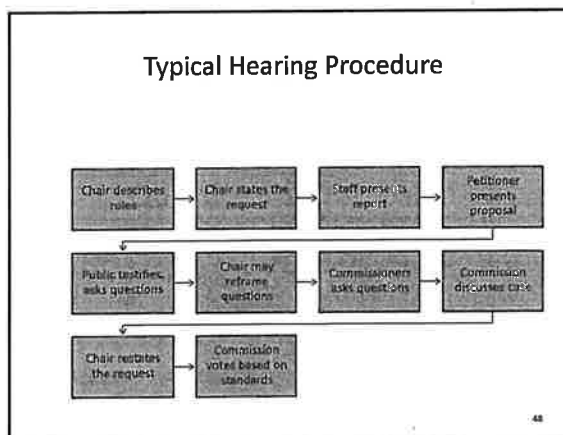 Typical Hearing Procedure
Chair describes
rules
Chair states the
request
Staff presents
report
Petitioner
presents
proposal
Public testifies,
asks questions
Chair may
reframe
questions
Commissioners
asks questions
Commission
discusses case
Chair restates
the request
Commission
votes based on
standards
48